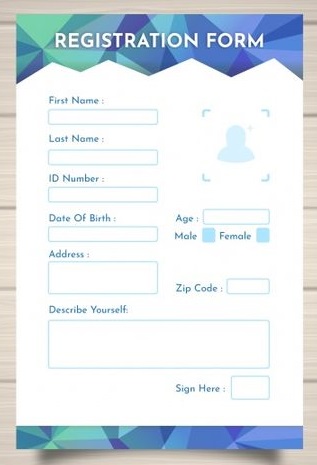 REGISTRATION FORM
First Name :
Last Name :
ID Number :
Date Of Birth :
Age :
Male Female
Address :
Zip Code :
Describe Yourself:
Sign Here :